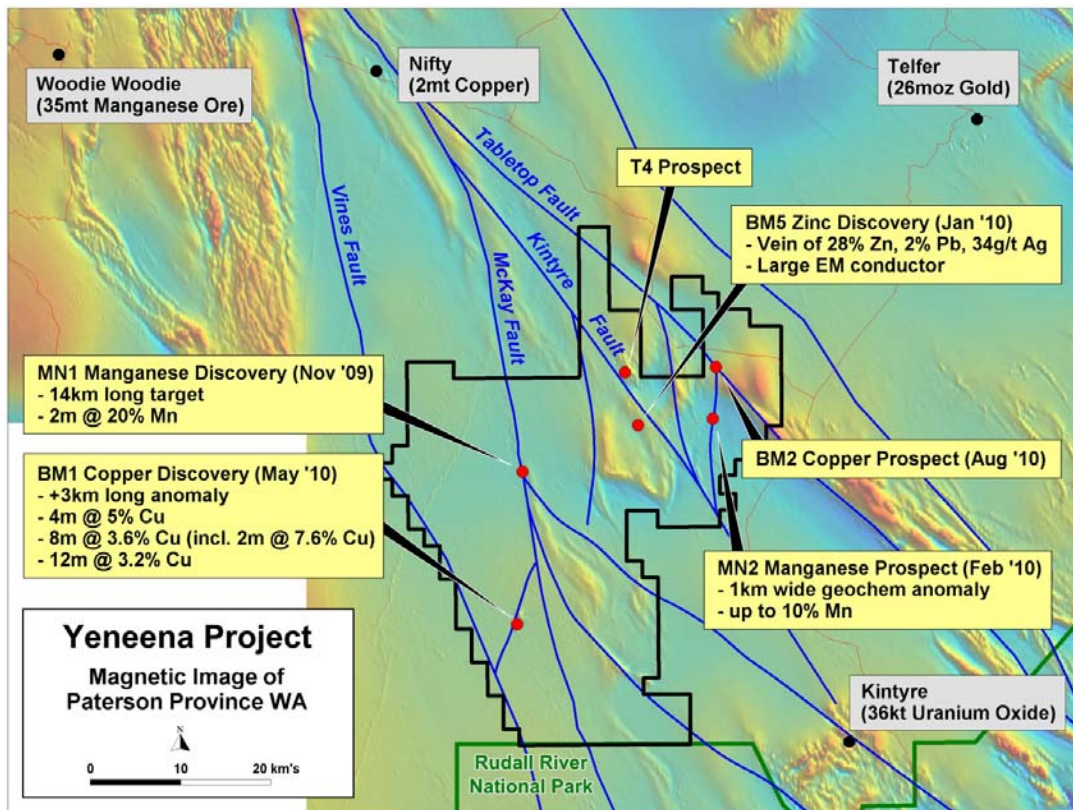 Woodie Woodie
(35mt Manganese Ore)
Nifty
(2mt Copper)
Telfer
(26moz Gold)
T4 Prospect
Tabletop Fault
Vines Fault
McKay Fault
Kintyre
Fault
BM5 Zinc Discovery (Jan '10)
- Vein of 28% Zn, 2% Pb, 34g/t Ag
- Large EM conductor
MN1 Manganese Discovery (Nov '09)
- 14km long target
- 2m @ 20% Mn
BM1 Copper Discovery (May '10)
- +3km long anomaly
- 4m @ 5% Cu
- 8m @ 3.6% Cu (incl. 2m @ 7.6% Cu)
- 12m @ 3.2% Cu
BM2 Copper Prospect (Aug '10)
MN2 Manganese Prospect (Feb '10)
- 1km wide geochem anomaly
- up to 10% Mn
Yeneena Project
Magnetic Image of
Paterson Province WA
N
0 10 20 km's
Kintyre
(36kt Uranium Oxide)
Rudall River
National Park